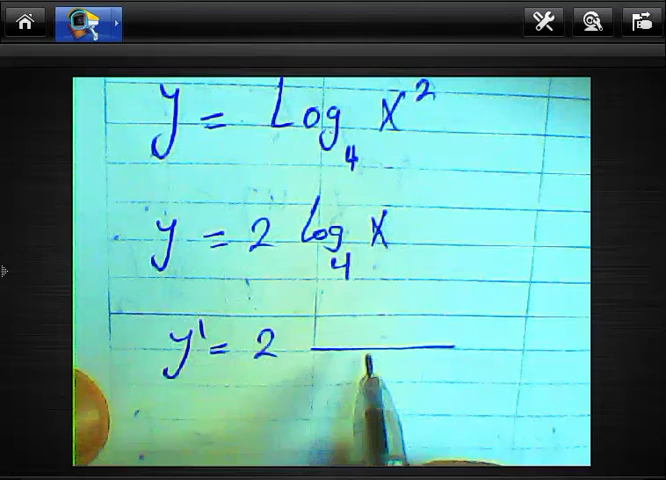 y = Log₄ x²
y = 2 log₄ x
y' = 2